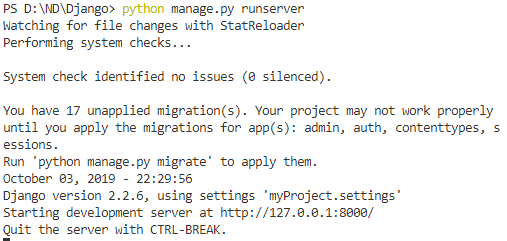 PS D:\ND\Django> python manage.py runserver
Watching for file changes with StatReloader
Performing system checks...
System check identified no issues (0 silenced).
You have 17 unapplied migration(s). Your project may not work properly
until you apply the migrations for app(s): admin, auth, contenttypes, s
essions.
Run 'python manage.py migrate' to apply them.
October 03, 2019 - 22:29:56
Django version 2.2.6, using settings 'myProject.settings'
Starting development server at http://127.0.0.1:8000/
Quit the server with CTRL-BREAK.